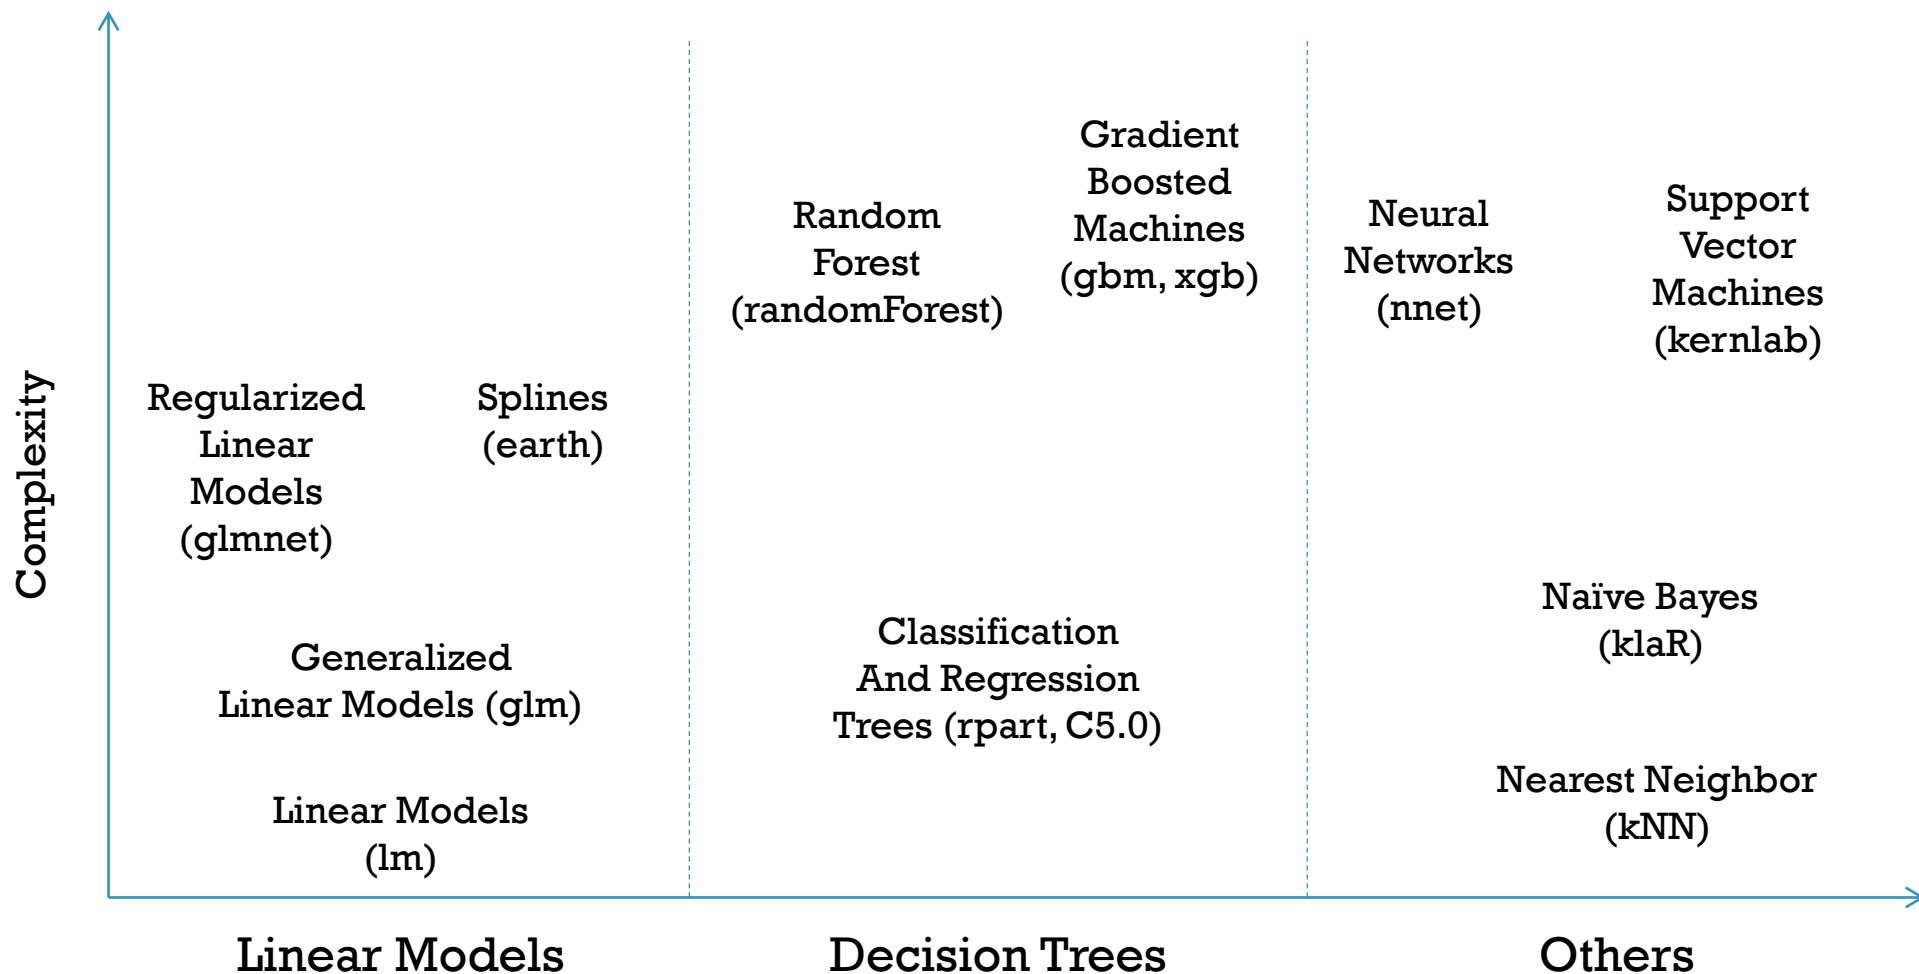 Complexity
Regularized
Linear
Models
(glmnet)
Splines
(earth)
Generalized
Linear Models (glm)
Linear Models
(lm)
Random
Forest
(randomForest)
Gradient
Boosted
Machines
(gbm, xgb)
Classification
And Regression
Trees (rpart, C5.0)
Neural
Networks
(nnet)
Support
Vector
Machines
(kernlab)
Naïve Bayes
(klaR)
Nearest Neighbor
(kNN)
Linear Models
Decision Trees
Others